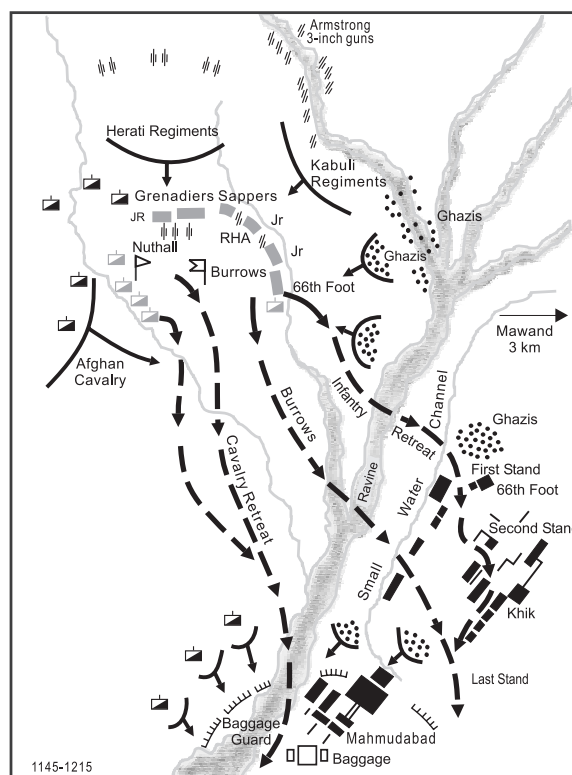 Armstrong
3-inch guns
Herati Regiments
Kabuli
Regiments
Grenadiers Sappers
JR
Jr
RHA
Jr
Ghazis
Ghazis
Nuthall
Burrows
66th Foot
Mawand
3 km
Afghan
Cavalry
Infantry
Retreat
Burrows
Cavalry Retreat
Ravine
Small
Water
Channel
Ghazis
First Stand
66th Foot
Second Stand
Khik
Last Stand
Baggage
Guard
Mahmudabad
Baggage
1145-1215